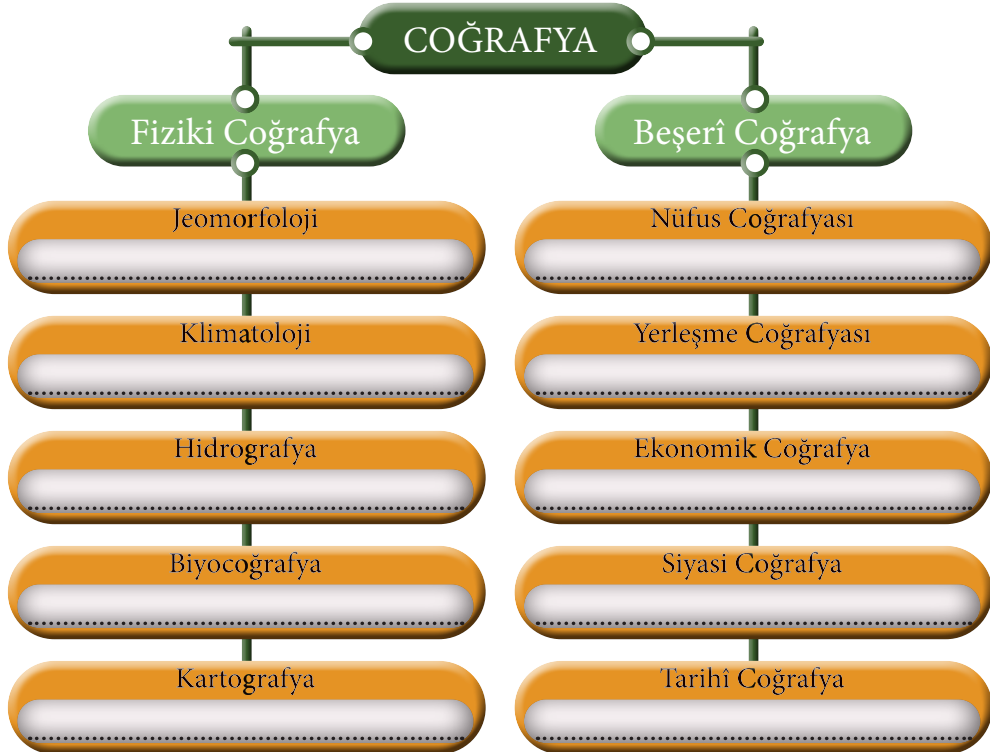 COĞRAFYA
Fiziki Coğrafya
Beşerî Coğrafya
Jeomorfoloji
Klimatoloji
Hidrografya
Biyocoğrafya
Kartografya
Nüfus Coğrafyası
Yerleşme Coğrafyası
Ekonomik Coğrafya
Siyasi Coğrafya
Tarihî Coğrafya